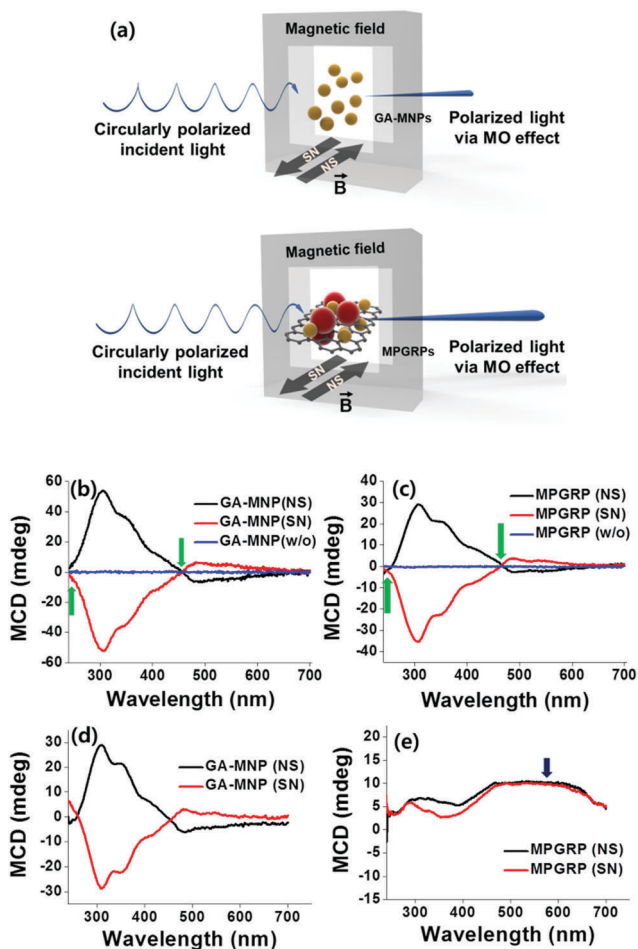 (a)
Magnetic field
GA-MNPs
Circularly polarized
incident light
Polarized light
via MO effect
SN
NS
B
Magnetic field
MPGRPs
Circularly polarized
incident light
Polarized light
via MO effect
SN
NS
B
(b)
GA-MNP(NS)
GA-MNP(SN)
GA-MNP(w/o)
MCD (mdeg)
60
40
20
0
-20
-40
-60
300 400 500 600 700
Wavelength (nm)
(c)
MPGRP (NS)
MPGRP (SN)
MPGRP (w/o)
MCD (mdeg)
40
30
20
10
0
-10
-20
-30
-40
300 400 500 600 700
Wavelength (nm)
(d)
GA-MNP (NS)
GA-MNP (SN)
MCD (mdeg)
30
20
10
0
-10
-20
-30
300 400 500 600 700
Wavelength (nm)
(e)
MPGRP (NS)
MPGRP (SN)
MCD (mdeg)
25
20
15
10
5
0
-5
-10
-15
300 400 500 600 700
Wavelength (nm)